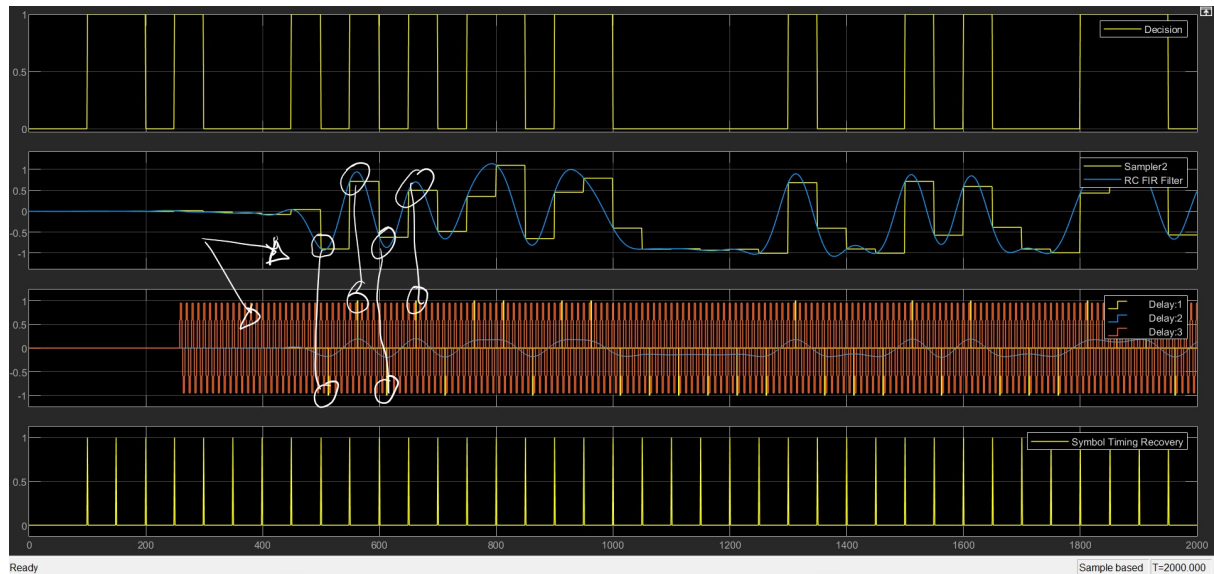 1
Decision
0.5
0
1
Sampler2
RC FIR Filter
0.5
0
-0.5
-1
1
Delay:1
0.5
Delay:2
Delay:3
0
-0.5
-1
1
Symbol Timing Recovery
0.5
0
0 200 400 600 800 1000 1200 1400 1600 1800 2000
Ready Sample based T=2000.000